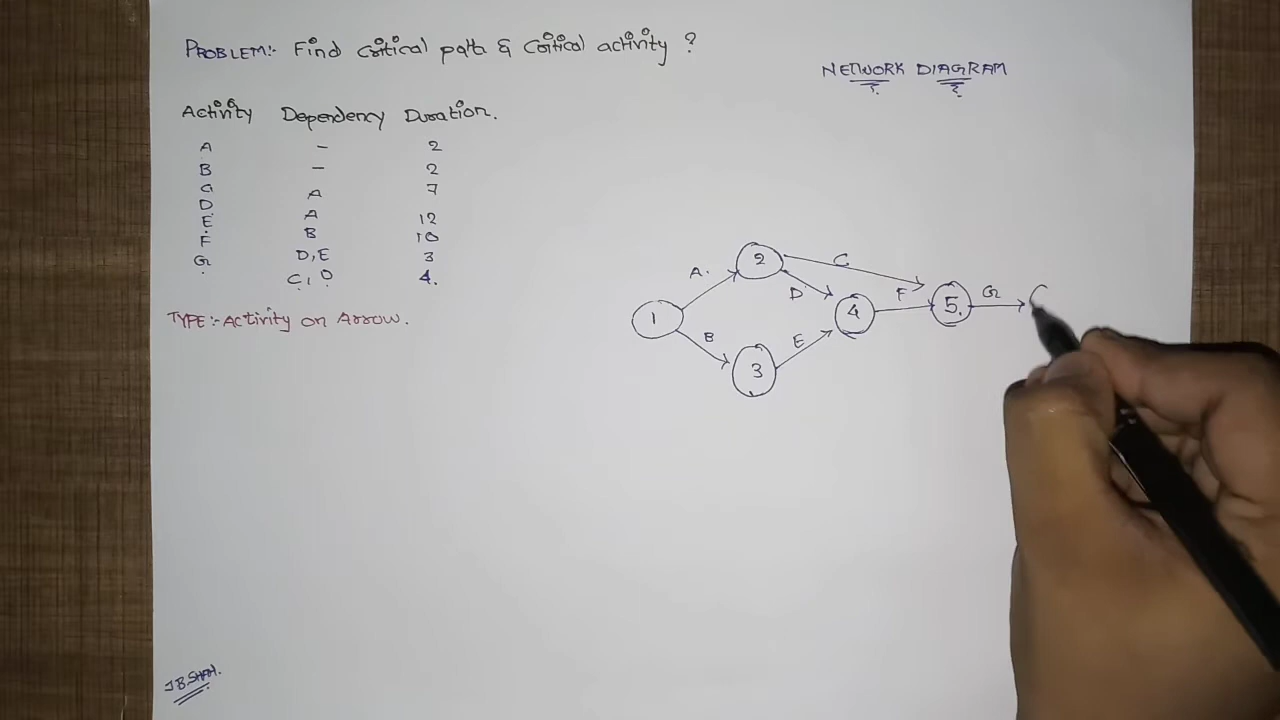 PROBLEM:- Find critical path & critical activity ?
NETWORK DIAGRAM
Activity Dependency Duration.
A - 2
B - 2
C A 7
D A 12
E B 10
F D,E 3
G C, D 4.
TYPE:- Activity on Arrow.
A.
B
C
D
E
F
G
1
2
3
4
5.
J B.SHAH.